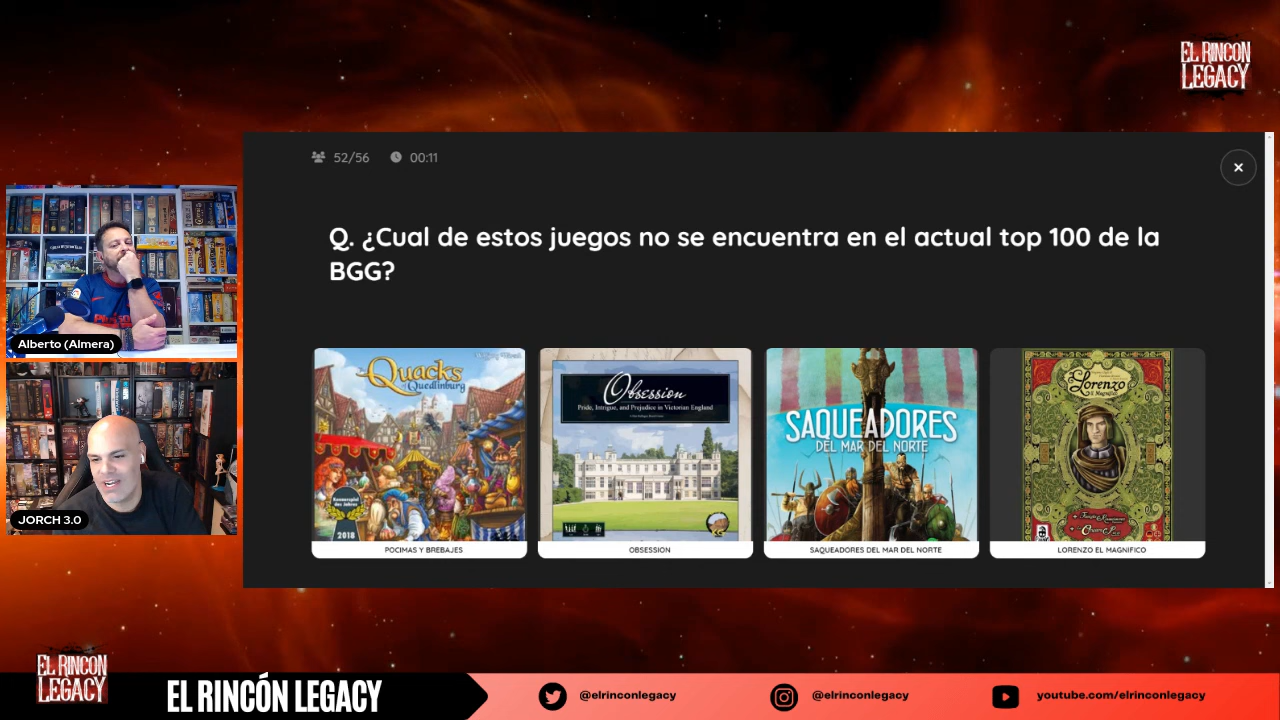 EL RINCON
LEGACY
52/56
00:11
Q. ¿Cual de estos juegos no se encuentra en el actual top 100 de la
BGG?
Alberto (Almera)
JORCH 3.0
Quacks
of Quedlinburg
2018
POCIMAS Y BREBAJES
Obsession
Pride, Intrigue, and Prejudice in Victorian England
OBSESSION
SAQUEADORES
DEL MAR DEL NORTE
SAQUEADORES DEL MAR DEL NORTE
Lorenzo
LORENZO EL MAGNIFICO
EL RINCON
LEGACY
EL RINCÓN LEGACY
@elrinconlegacy
@elrinconlegacy
youtube.com/elrinconlegacy